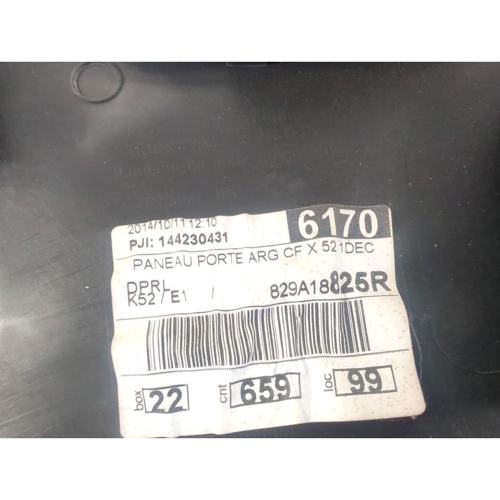 2014/10/11 12:10
PJI: 144230431
6170
PANEAU PORTE ARG CF X 521DEC
DPRL
K52 / E1 / 829A18825R
box 22 cnt 659 loc 99